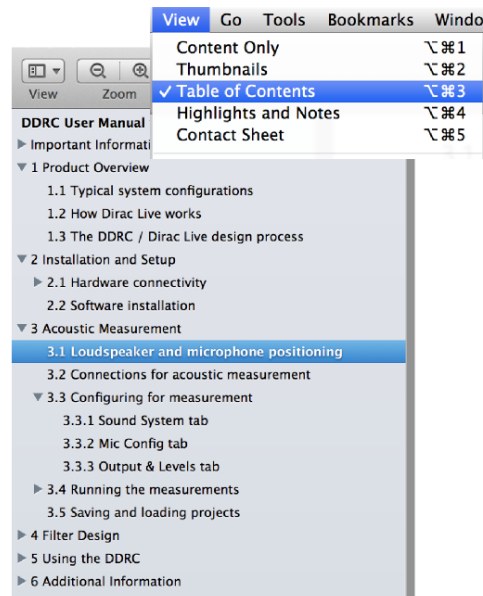 View Go Tools Bookmarks
Content Only ⌥⌘1
Thumbnails ⌥⌘2
✓ Table of Contents ⌥⌘3
Highlights and Notes ⌥⌘4
Contact Sheet ⌥⌘5
View Zoom
DDRC User Manual
Important
1 Product Overview
1.1 Typical system configurations
1.2 How Dirac Live works
1.3 The DDRC / Dirac Live design process
2 Installation and Setup
2.1 Hardware connectivity
2.2 Software installation
3 Acoustic Measurement
3.1 Loudspeaker and microphone positioning
3.2 Connections for acoustic measurement
3.3 Configuring for measurement
3.3.1 Sound System tab
3.3.2 Mic Config tab
3.3.3 Output & Levels tab
3.4 Running the measurements
3.5 Saving and loading projects
4 Filter Design
5 Using the DDRC
6 Additional Information